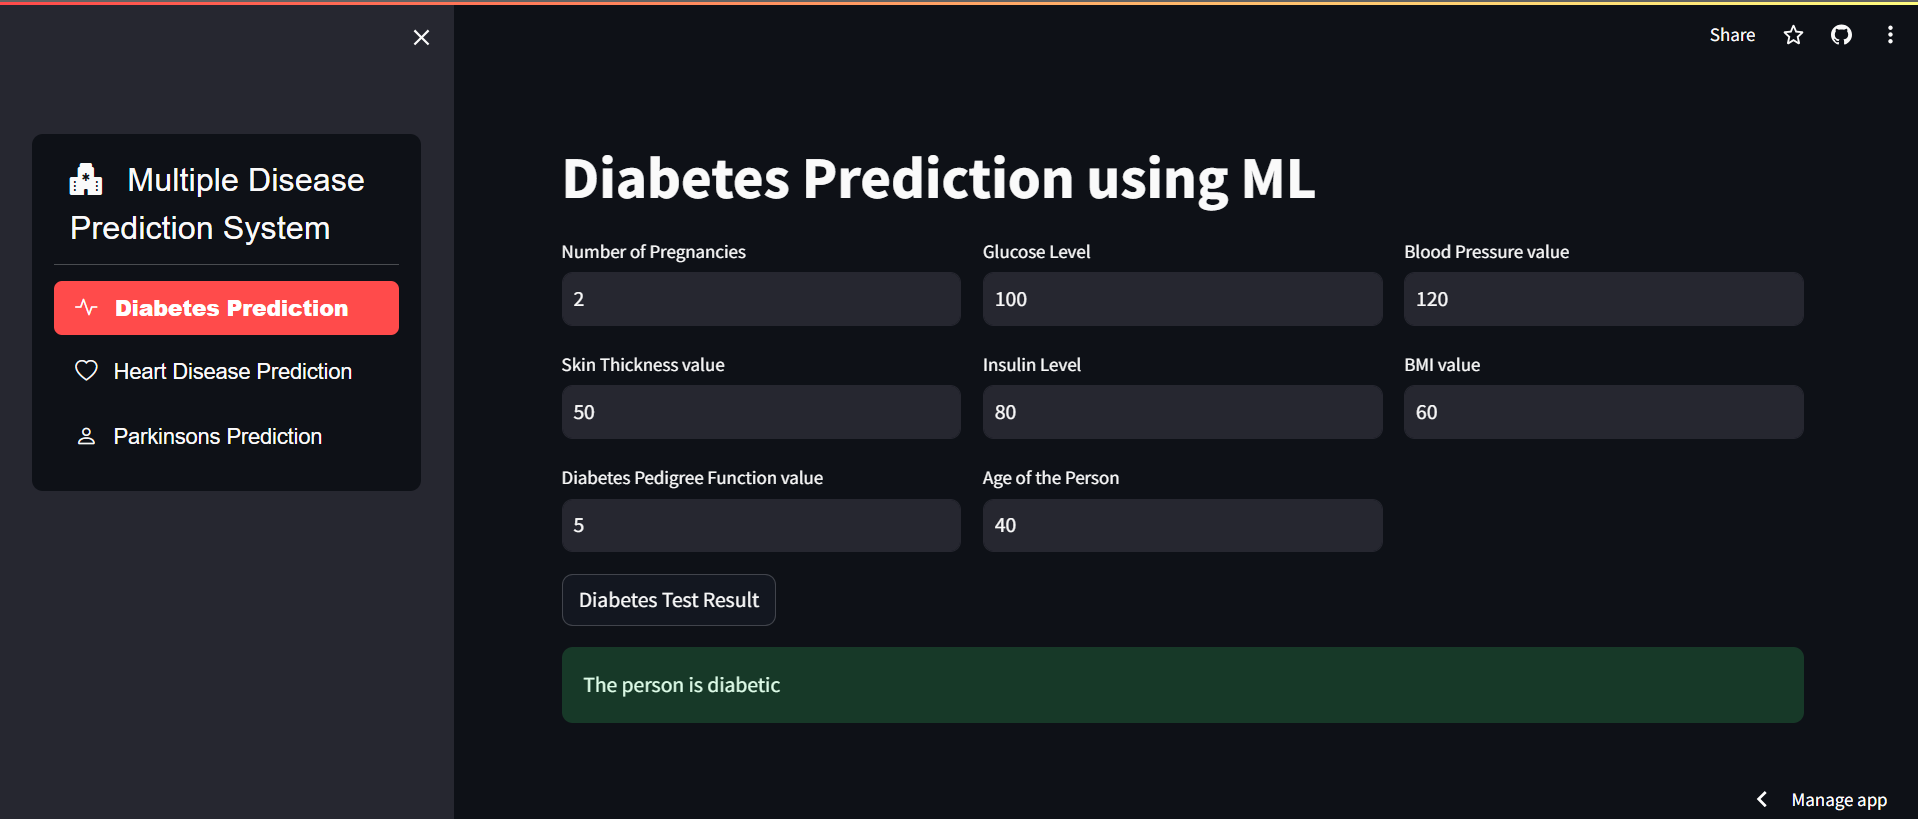 Share
Multiple Disease
Prediction System
Diabetes Prediction
Heart Disease Prediction
Parkinsons Prediction
Diabetes Prediction using ML
Number of Pregnancies
2
Glucose Level
100
Blood Pressure value
120
Skin Thickness value
50
Insulin Level
80
BMI value
60
Diabetes Pedigree Function value
5
Age of the Person
40
Diabetes Test Result
The person is diabetic
Manage app